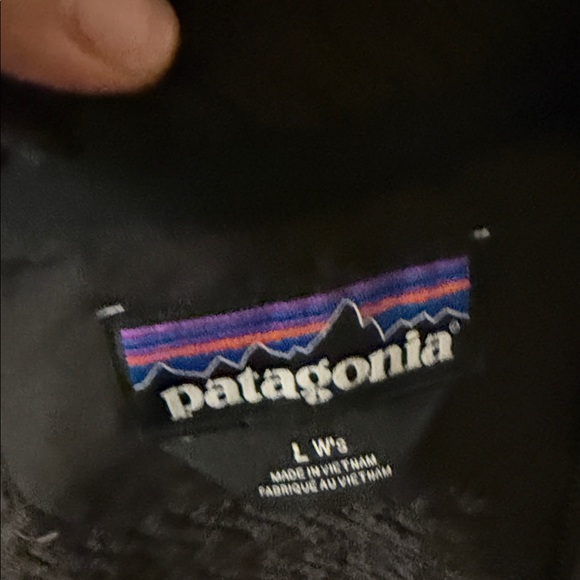 patagonia®
L W's
MADE IN VIETNAM
FABRIQUÉ AU VIETNAM